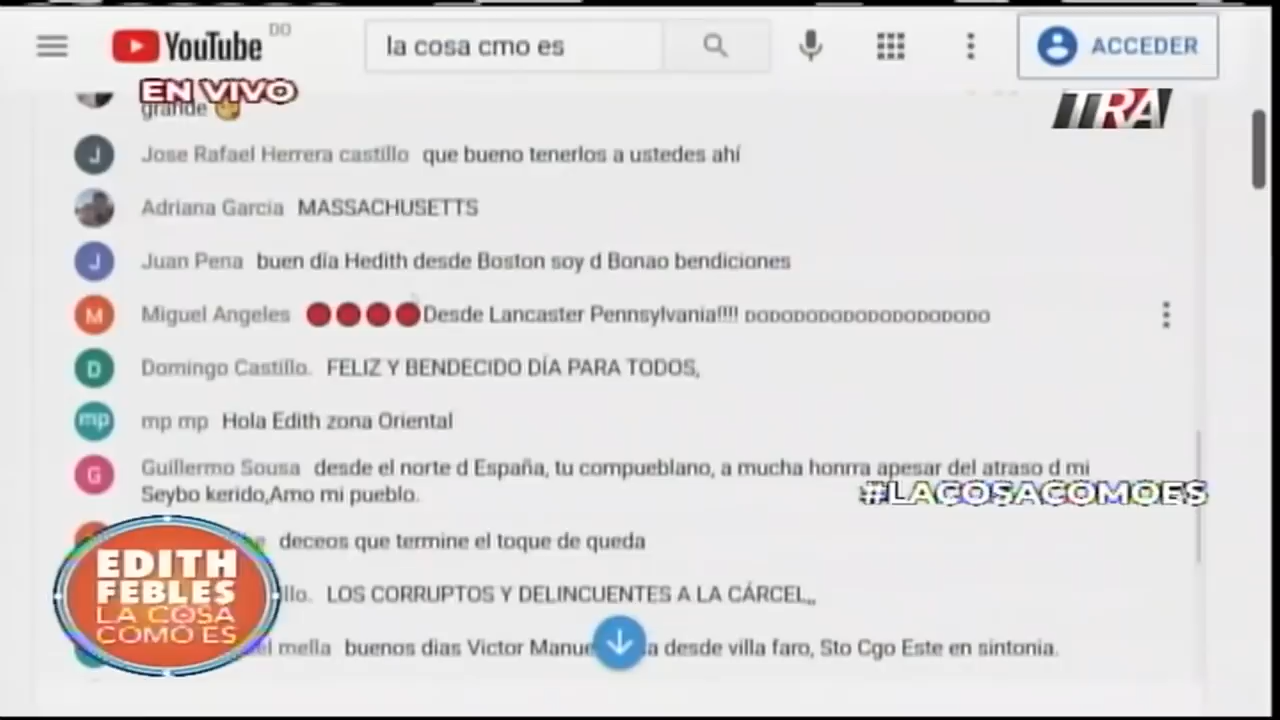 YouTube DO
la cosa cmo es
ACCEDER
EN VIVO
grande
TRA
J Jose Rafael Herrera castillo que bueno tenerlos a ustedes ahí
Adriana Garcia MASSACHUSETTS
J Juan Pena buen día Hedith desde Boston soy d Bonao bendiciones
M Miguel Angeles Desde Lancaster Pennsylvania!!!! DODODODODODODODODODO
D Domingo Castillo. FELIZ Y BENDECIDO DÍA PARA TODOS,
mp mp mp Hola Edith zona Oriental
G Guillermo Sousa desde el norte d España, tu compueblano, a mucha honrra apesar del atraso d mi
Seybo kerido,Amo mi pueblo.
#LACOSACOMOES
deceos que termine el toque de queda
llo. LOS CORRUPTOS Y DELINCUENTES A LA CÁRCEL,,
mella buenos dias Victor Manue a desde villa faro, Sto Cgo Este en sintonia.
EDITH
FEBLES
LA COSA
COMO ES